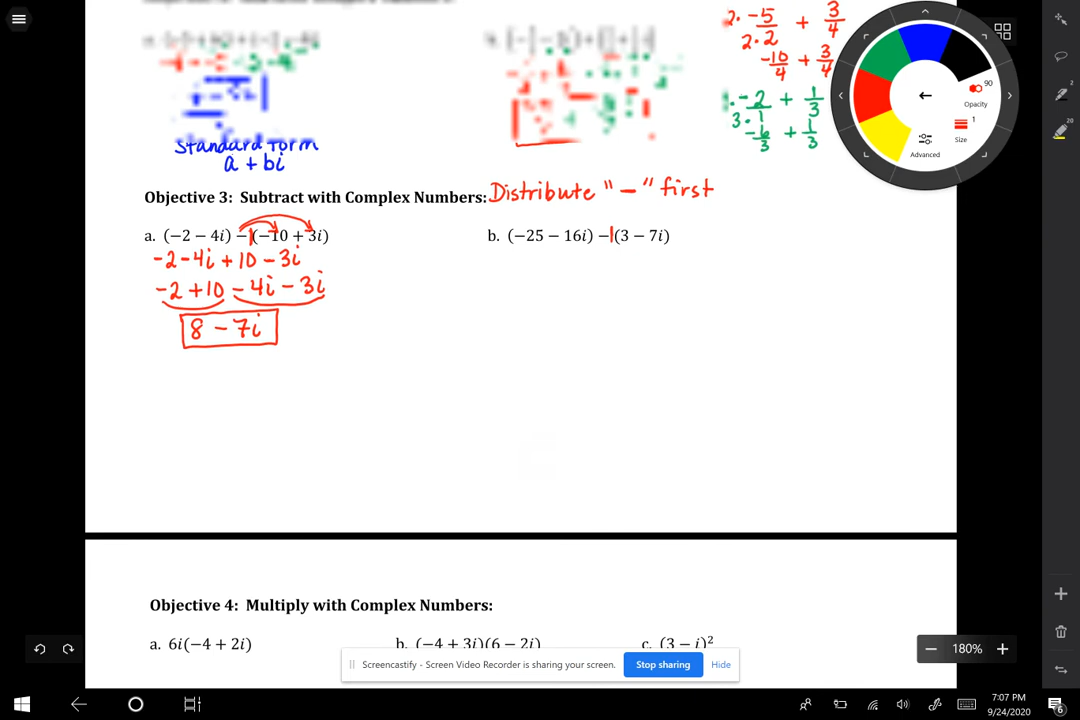 2. -5/2 + 3/4
2.2
-10/4 + 3/4
-2/1 + 1/3
3.
-6/3 + 1/3
standard form
a + bi
90
Opacity
1
Size
Advanced
Objective 3: Subtract with Complex Numbers: Distribute "−" first
a. (−2 − 4i) −1(−10 + 3i)
b. (−25 − 16i) −1(3 − 7i)
-2-4i+10-3i
-2+10-4i-3i
8-7i
Objective 4: Multiply with Complex Numbers:
a. 6i(−4 + 2i)
b. (−4 + 3i)(6 − 2i)
c. (3 − i)²
180%
Screencastify - Screen Video Recorder is sharing your screen.
Stop sharing
Hide
7:07 PM
9/24/2020
2
20
6